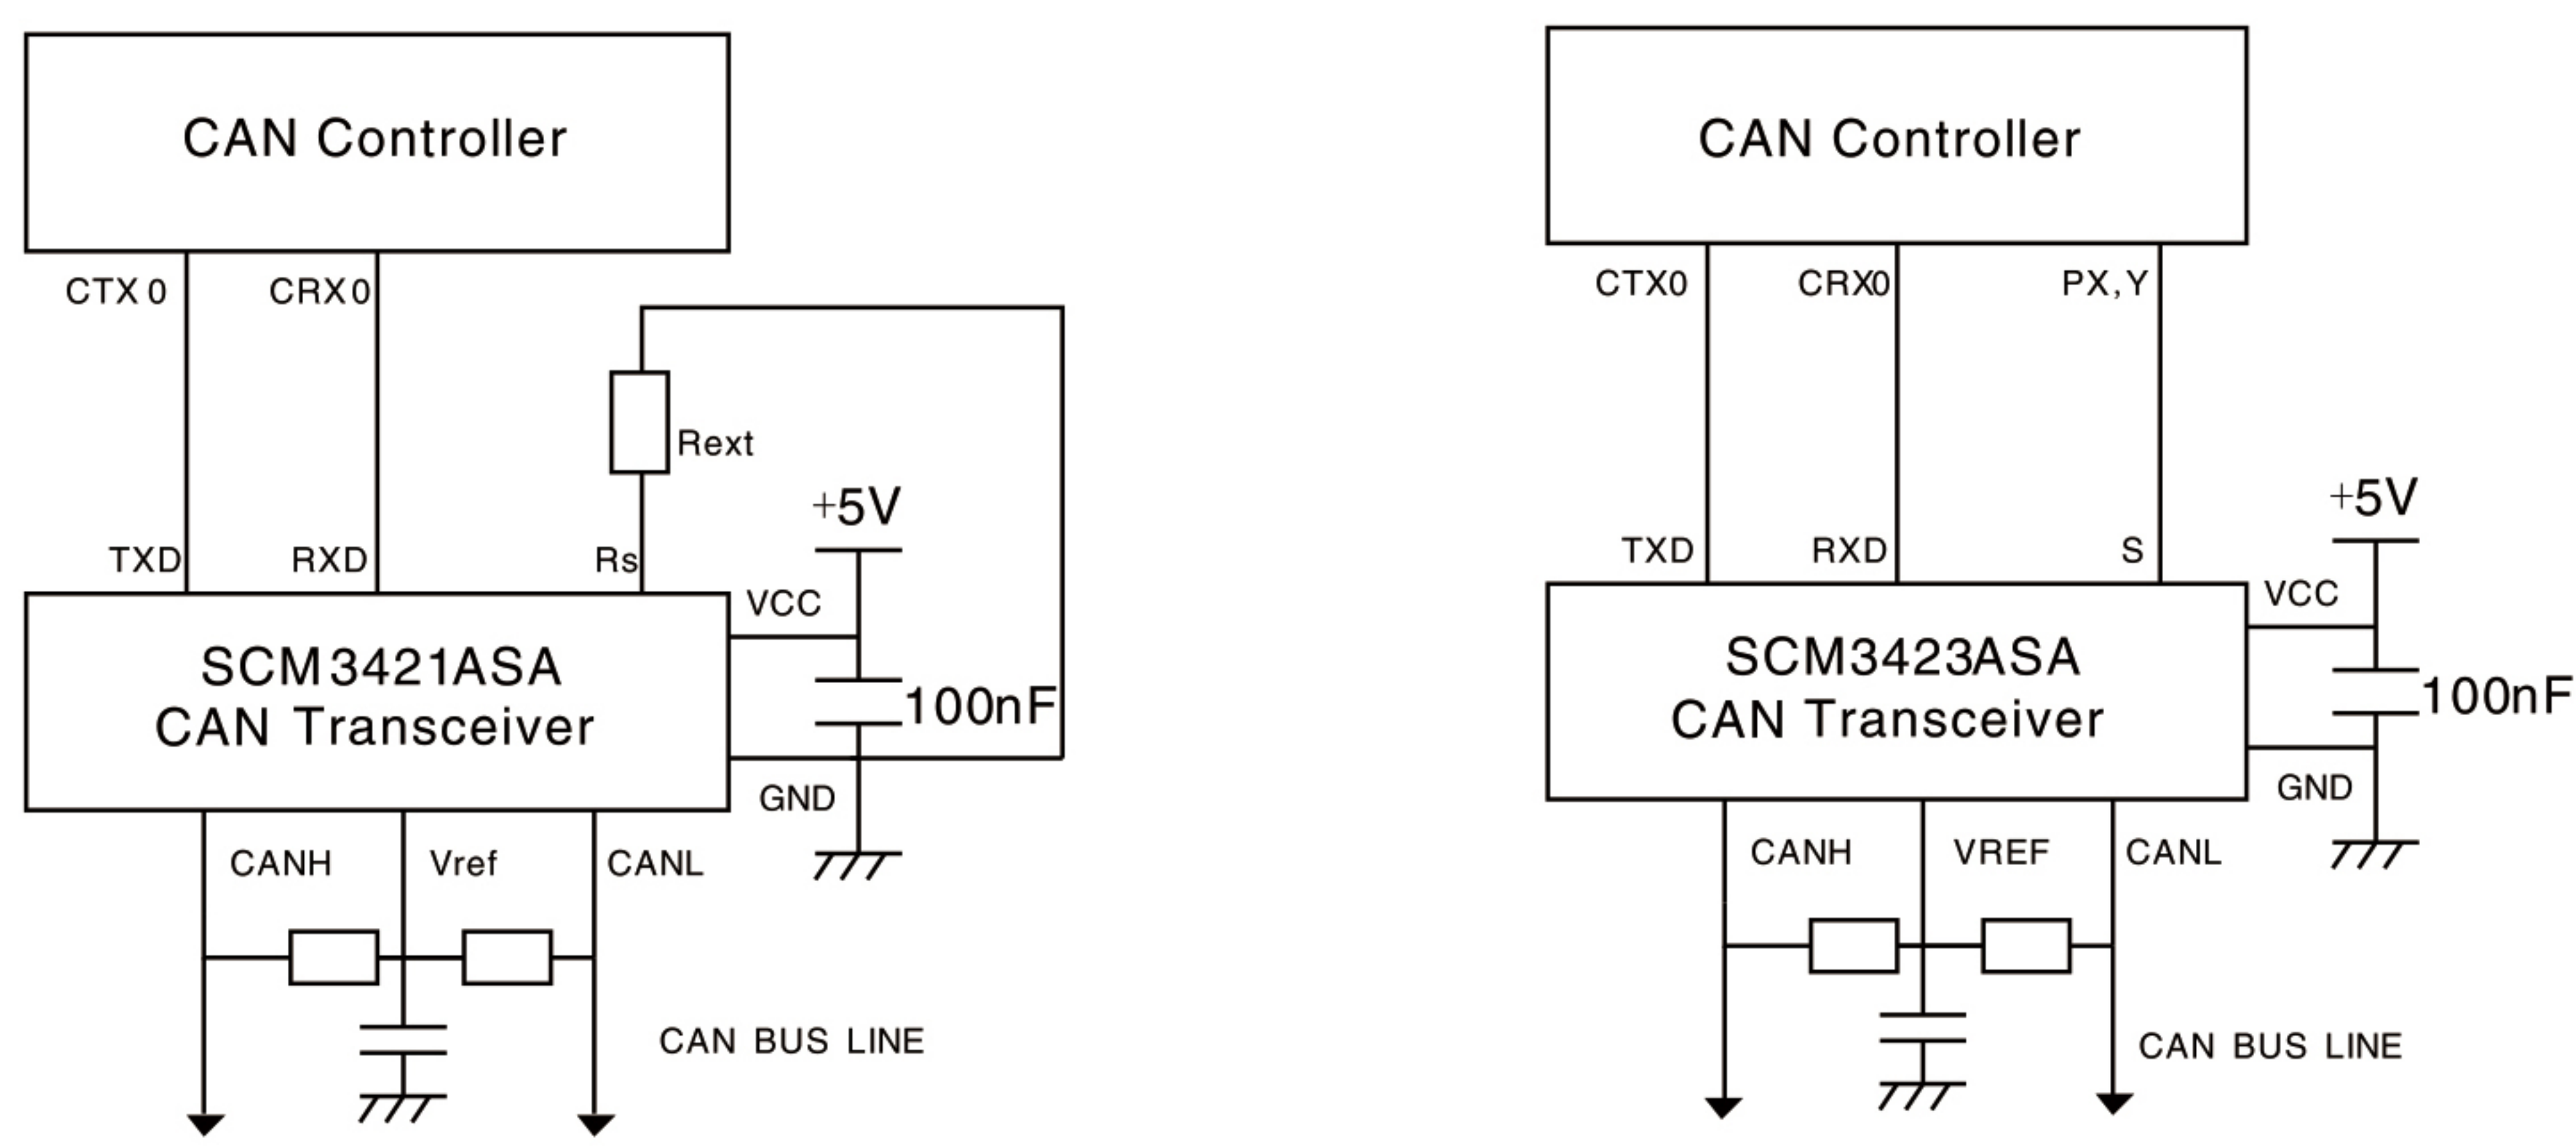 CAN Controller
CTX 0
CRX 0
Rext
+5V
TXD
RXD
Rs
VCC
SCM3421ASA
CAN Transceiver
100nF
GND
CANH
Vref
CANL
CAN BUS LINE
CAN Controller
CTX0
CRX0
PX,Y
+5V
TXD
RXD
S
VCC
SCM3423ASA
CAN Transceiver
100nF
GND
CANH
VREF
CANL
CAN BUS LINE